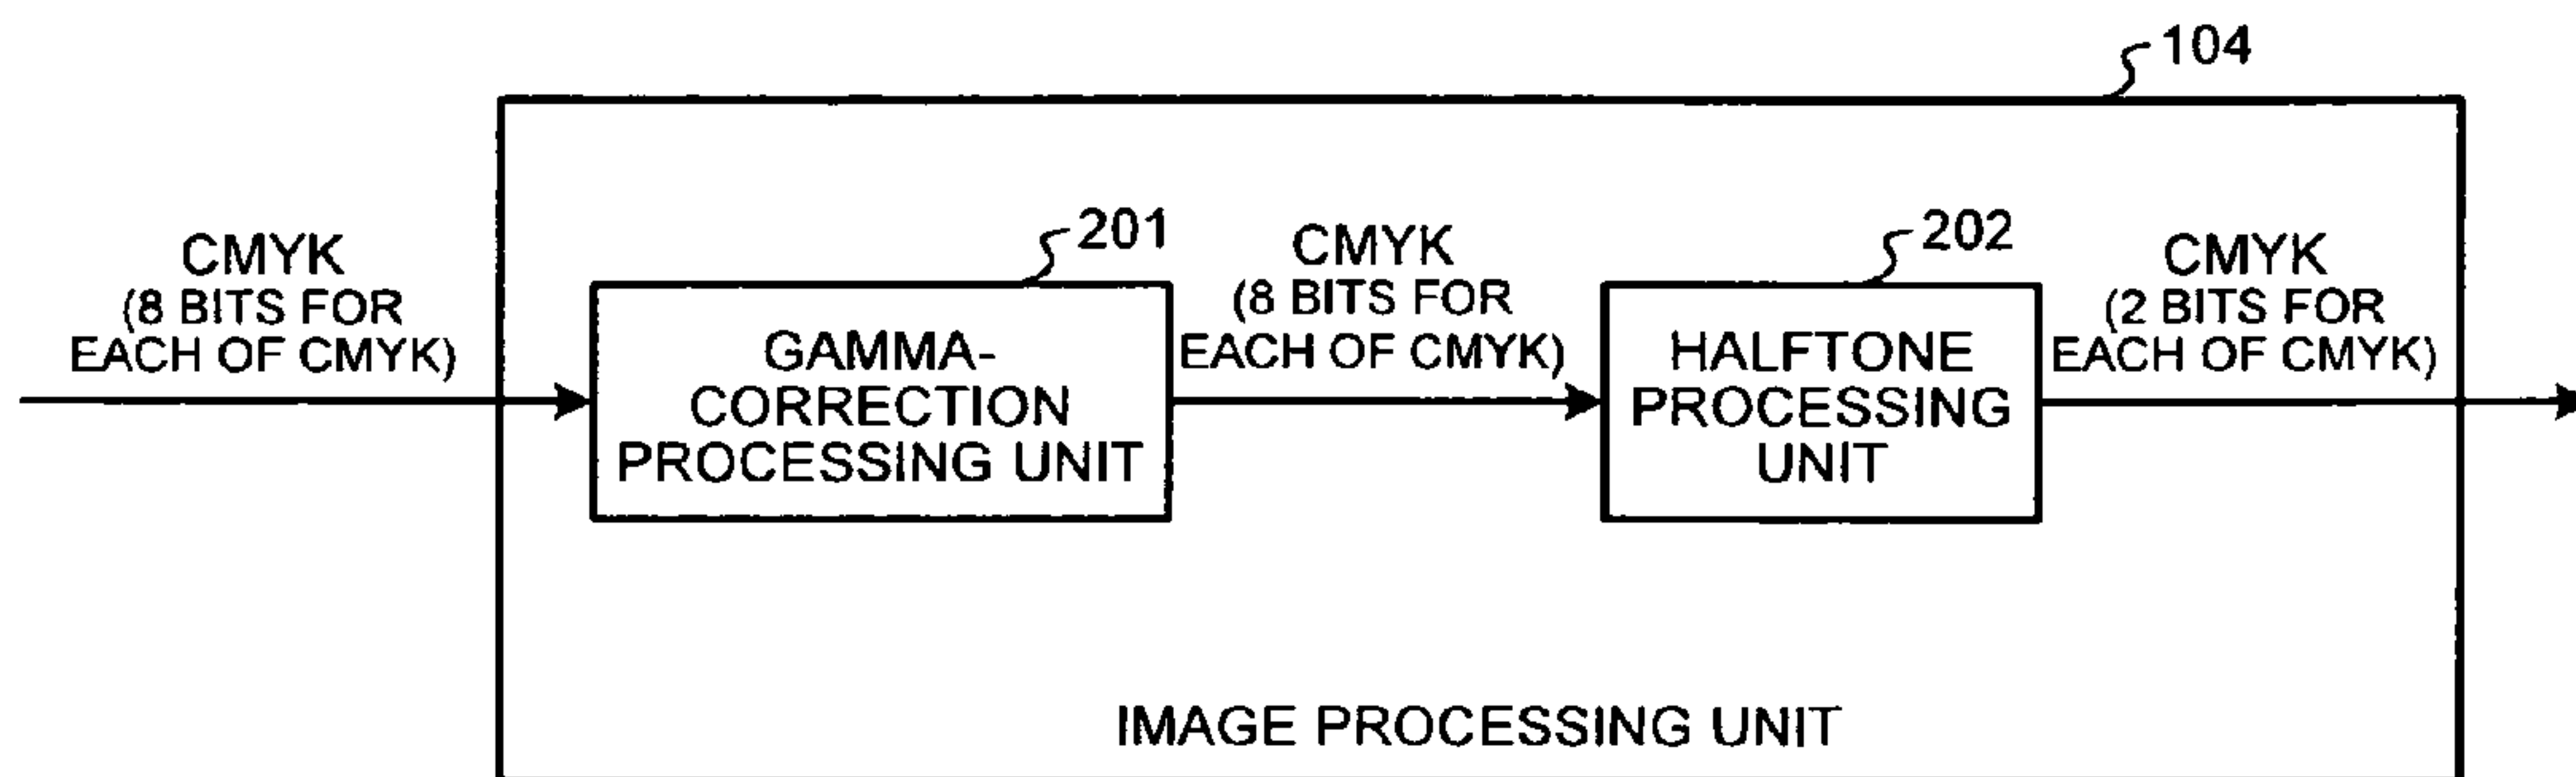 104
201
202
CMYK
(8 BITS FOR
EACH OF CMYK)
GAMMA-
CORRECTION
PROCESSING UNIT
CMYK
(8 BITS FOR
EACH OF CMYK)
HALFTONE
PROCESSING
UNIT
CMYK
(2 BITS FOR
EACH OF CMYK)
IMAGE PROCESSING UNIT